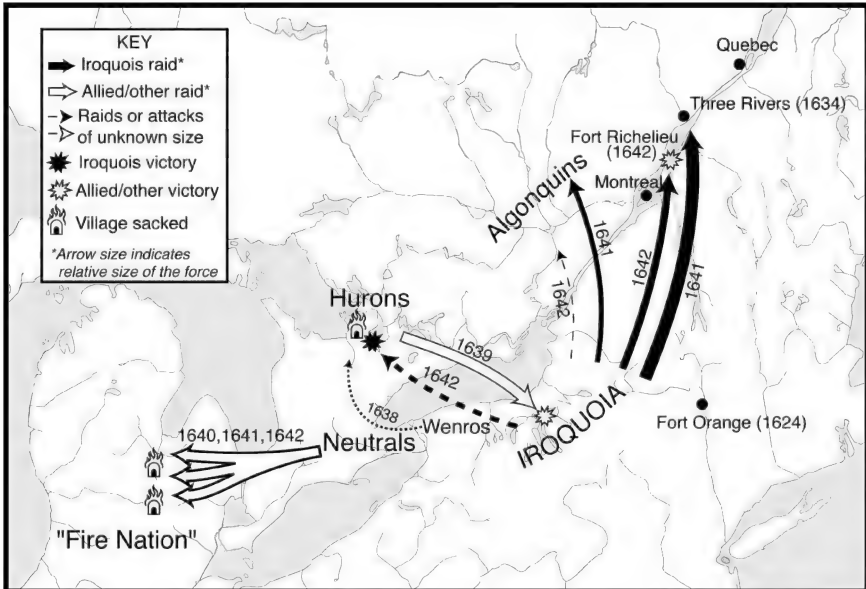 KEY
Iroquois raid*
Allied/other raid*
Raids or attacks
of unknown size
Iroquois victory
Allied/other victory
Village sacked
*Arrow size indicates
relative size of the force
Quebec
Three Rivers (1634)
Fort Richelieu
(1642)
Montreal
Algonquins
1641
1642
1642
1641
Hurons
1639
1642
1638
Wenros
IROQUOIA
Fort Orange (1624)
1640,1641,1642
Neutrals
"Fire Nation"